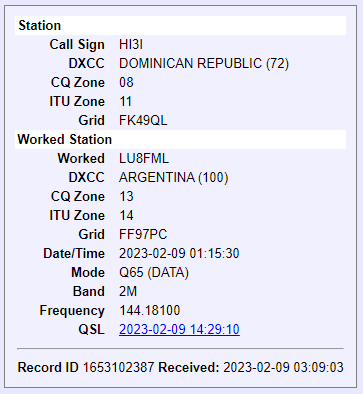 Station
Call Sign HI3I
DXCC DOMINICAN REPUBLIC (72)
CQ Zone 08
ITU Zone 11
Grid FK49QL
Worked Station
Worked LU8FML
DXCC ARGENTINA (100)
CQ Zone 13
ITU Zone 14
Grid FF97PC
Date/Time 2023-02-09 01:15:30
Mode Q65 (DATA)
Band 2M
Frequency 144.18100
QSL 2023-02-09 14:29:10
Record ID 1653102387 Received: 2023-02-09 03:09:03